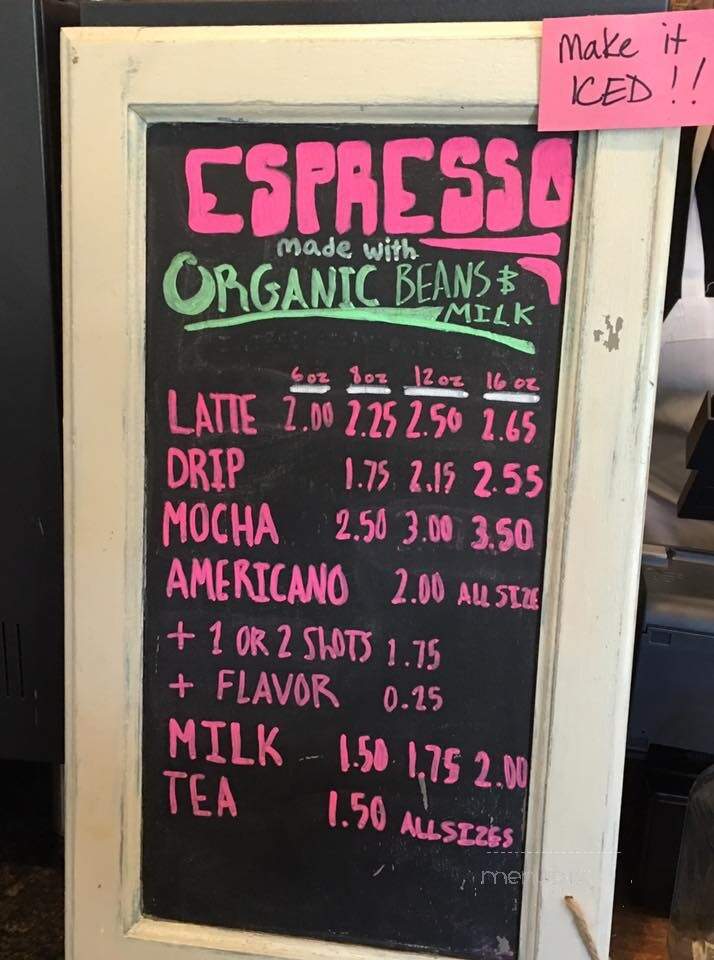 Make it
ICED!!
ESPRESSO
made with
ORGANIC BEANS &
MILK
6oz 8oz 12oz 16oz
LATTE 2.00 2.25 2.50 2.65
DRIP 1.75 2.15 2.55
MOCHA 2.50 3.00 3.50
AMERICANO 2.00 ALL SIZE
+ 1 OR 2 SHOTS 1.75
+ FLAVOR 0.25
MILK 1.50 1.75 2.00
TEA 1.50 ALL SIZES